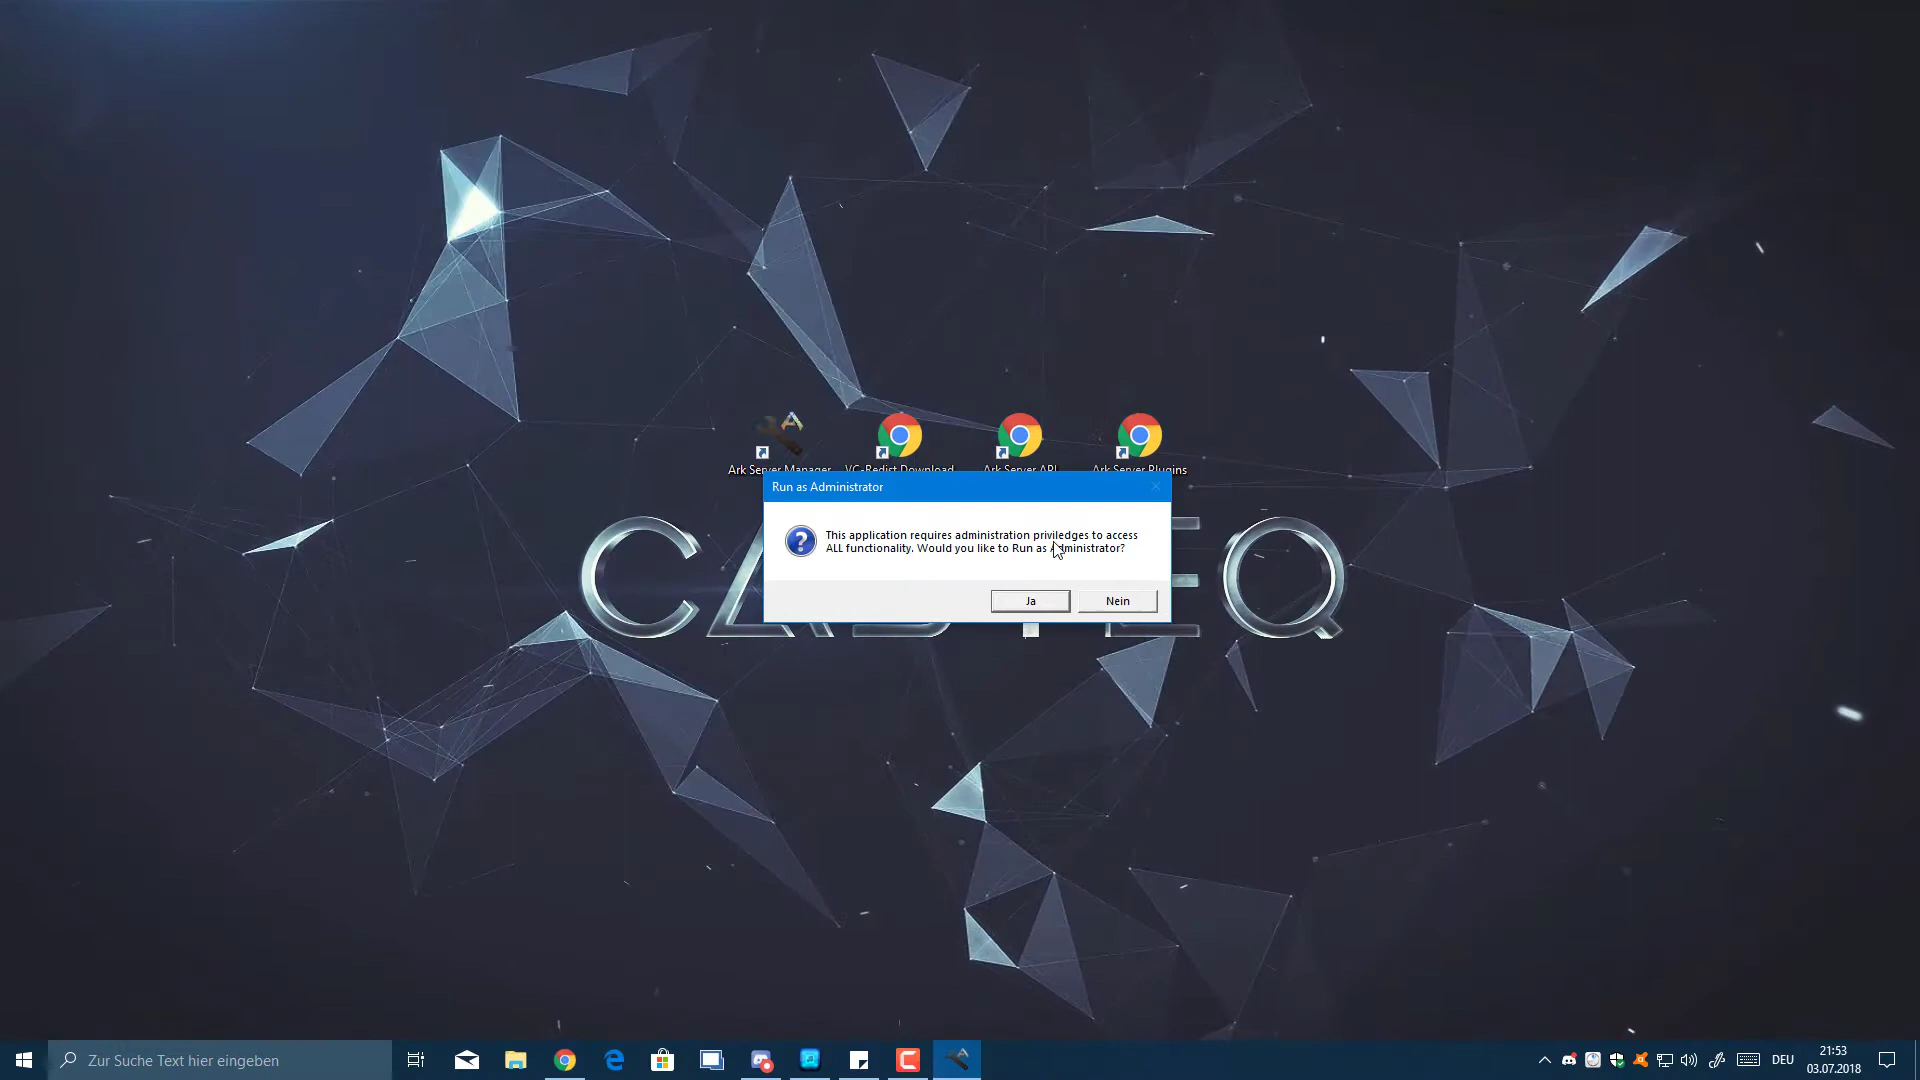 Ark Server Manager
VC-Redist Download
Ark Server API
Ark Server Plugins
Run as Administrator
This application requires administration priviledges to access
ALL functionality. Would you like to Run as Administrator?
Ja
Nein
Zur Suche Text hier eingeben
DEU
21:53
03.07.2018